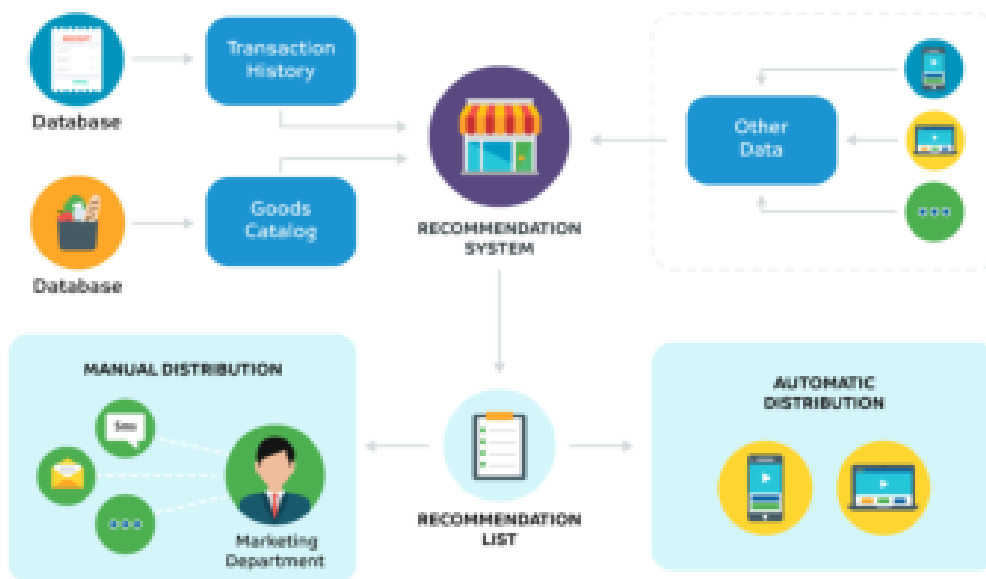 Transaction
History
Database
Goods
Catalog
Database
RECOMMENDATION
SYSTEM
Other
Data
MANUAL DISTRIBUTION
Sms
Marketing
Department
RECOMMENDATION
LIST
AUTOMATIC
DISTRIBUTION